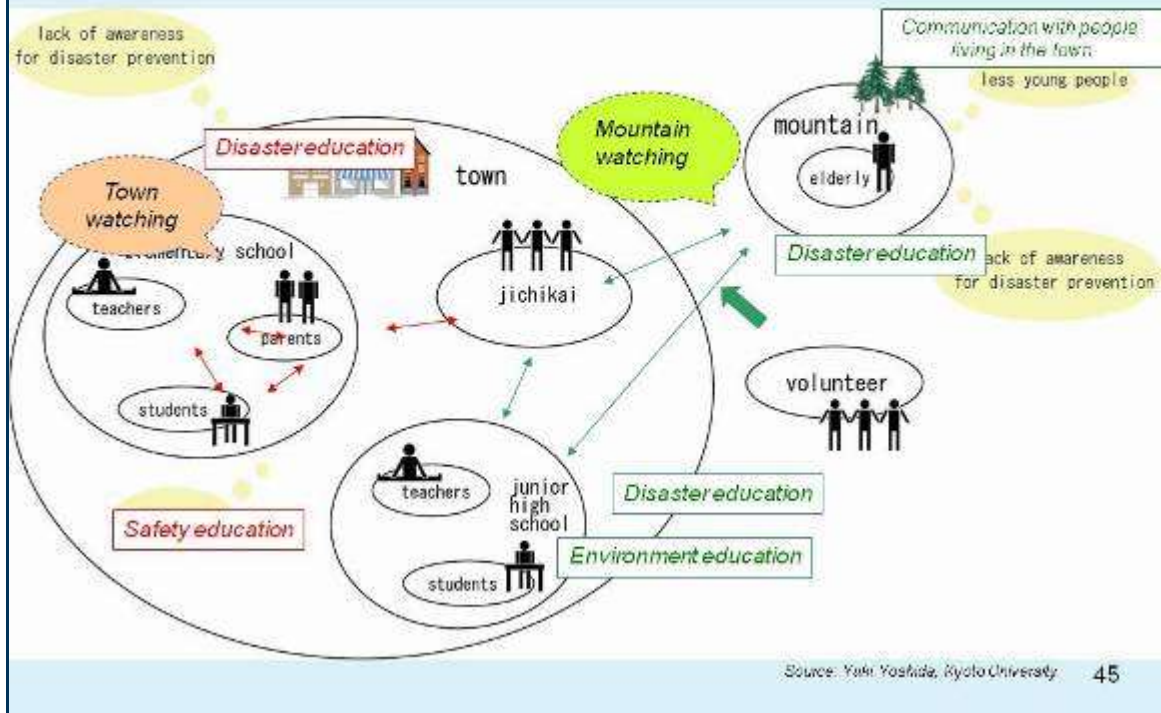 lack of awareness
for disaster prevention
Communication with people
living in the town
less young people
Disaster education
Mountain
watching
mountain
elderly
town
Town
watching
elementary school
teachers
parents
students
jichikai
Disaster education
lack of awareness
for disaster prevention
volunteer
teachers
junior
high
school
students
Disaster education
Safety education
Environment education
Source: Yuki Yoshida, Kyoto University
45